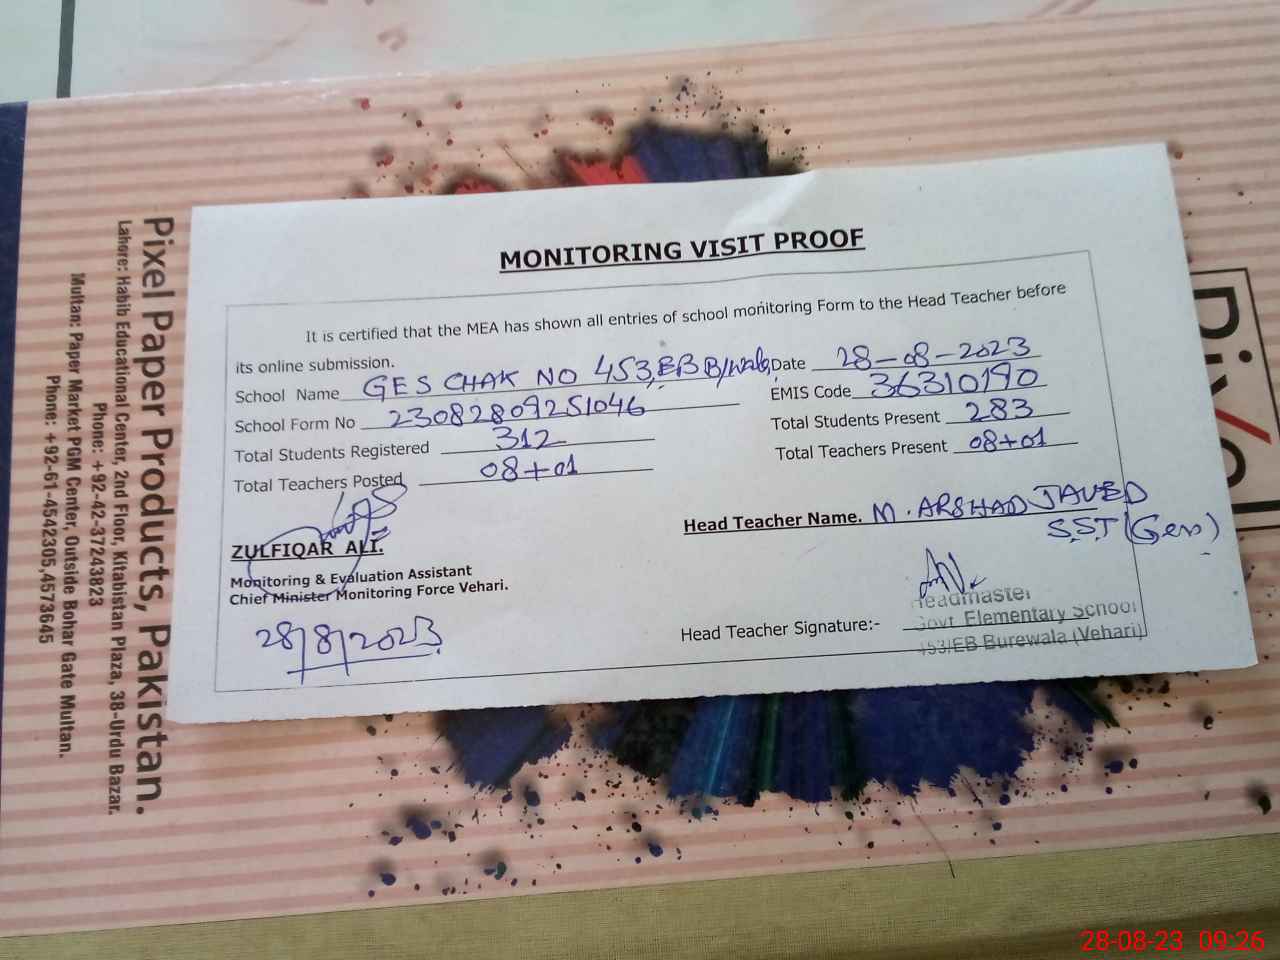 MONITORING VISIT PROOF
It is certified that the MEA has shown all entries of school monitoring Form to the Head Teacher before
its online submission.
School Name GES CHAK NO 453,EB B/wala, Date 28-08-2023
School Form No 23082809251046 EMIS Code 36310190
Total Students Registered 312 Total Students Present 283
Total Teachers Posted 08+01 Total Teachers Present 08+01
Head Teacher Name. M. ARSHAD JAVED
S.S.T (Gen)
ZULFIQAR ALI.
Monitoring & Evaluation Assistant
Chief Minister Monitoring Force Vehari.
28/8/2023
Head Teacher Signature:-
Headmaster
Govt. Elementary School
453/EB Burewala (Vehari)
Pixel Paper Products, Pakistan.
Lahore: Habib Educational Center, 2nd Floor, Kitabistan Plaza, 38-Urdu Bazar.
Phone: +92-42-37243823
Multan: Paper Market PGM Center, Outside Bohar Gate Multan.
Phone: +92-61-4542305,4573645
28-08-23 09:26